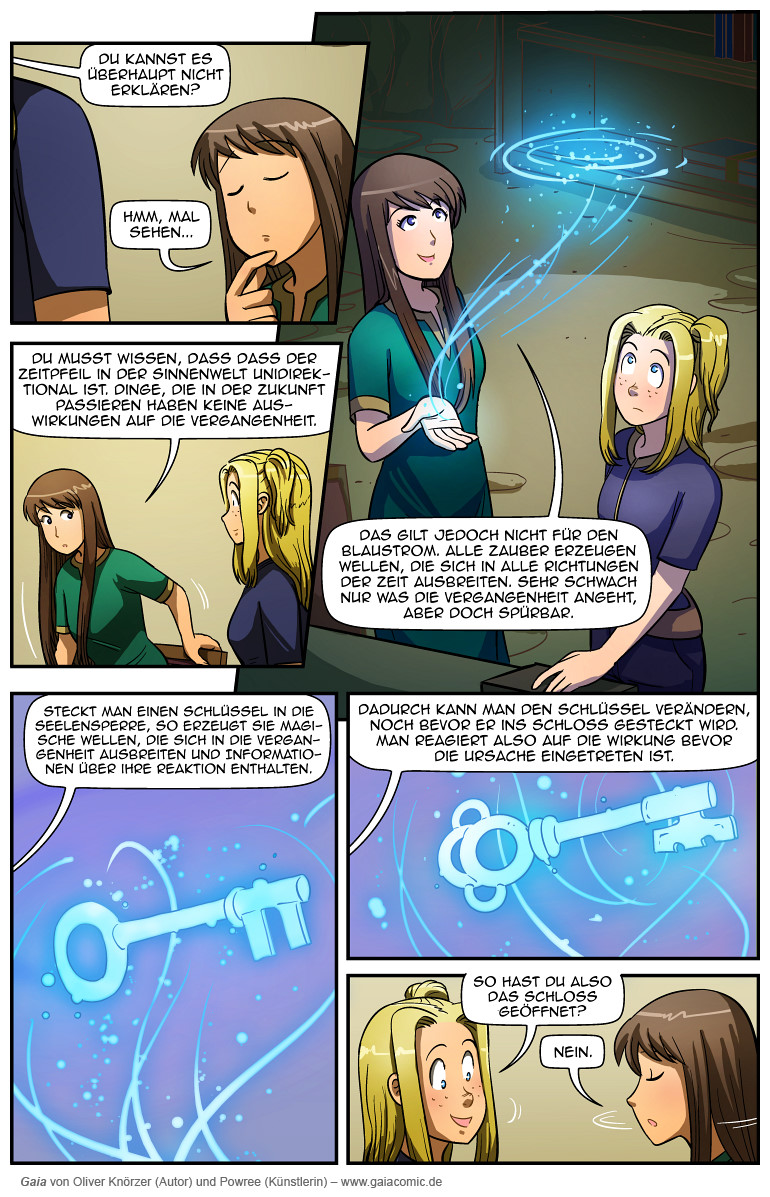 DU KANNST ES
ÜBERHAUPT NICHT
ERKLÄREN?
HMM, MAL
SEHEN...
DU MUSST WISSEN, DASS DASS DER
ZEITPFEIL IN DER SINNENWELT UNIDIREK-
TIONAL IST. DINGE, DIE IN DER ZUKUNFT
PASSIEREN HABEN KEINE AUS-
WIRKUNGEN AUF DIE VERGANGENHEIT.
DAS GILT JEDOCH NICHT FÜR DEN
BLAUSTROM. ALLE ZAUBER ERZEUGEN
WELLEN, DIE SICH IN ALLE RICHTUNGEN
DER ZEIT AUSBREITEN. SEHR SCHWACH
NUR WAS DIE VERGANGENHEIT ANGEHT,
ABER DOCH SPÜRBAR.
STECKT MAN EINEN SCHLÜSSEL IN DIE
SEELENSPERRE, SO ERZEUGT SIE MAGI-
SCHE WELLEN, DIE SICH IN DIE VERGAN-
GENHEIT AUSBREITEN UND INFORMATIO-
NEN ÜBER IHRE REAKTION ENTHALTEN.
DADURCH KANN MAN DEN SCHLÜSSEL VERÄNDERN,
NOCH BEVOR ER INS SCHLOSS GESTECKT WIRD.
MAN REAGIERT ALSO AUF DIE WIRKUNG BEVOR
DIE URSACHE EINGETRETEN IST.
SO HAST DU ALSO
DAS SCHLOSS
GEÖFFNET?
NEIN.
Gaia von Oliver Knörzer (Autor) und Powree (Künstlerin) – www.gaiacomic.de